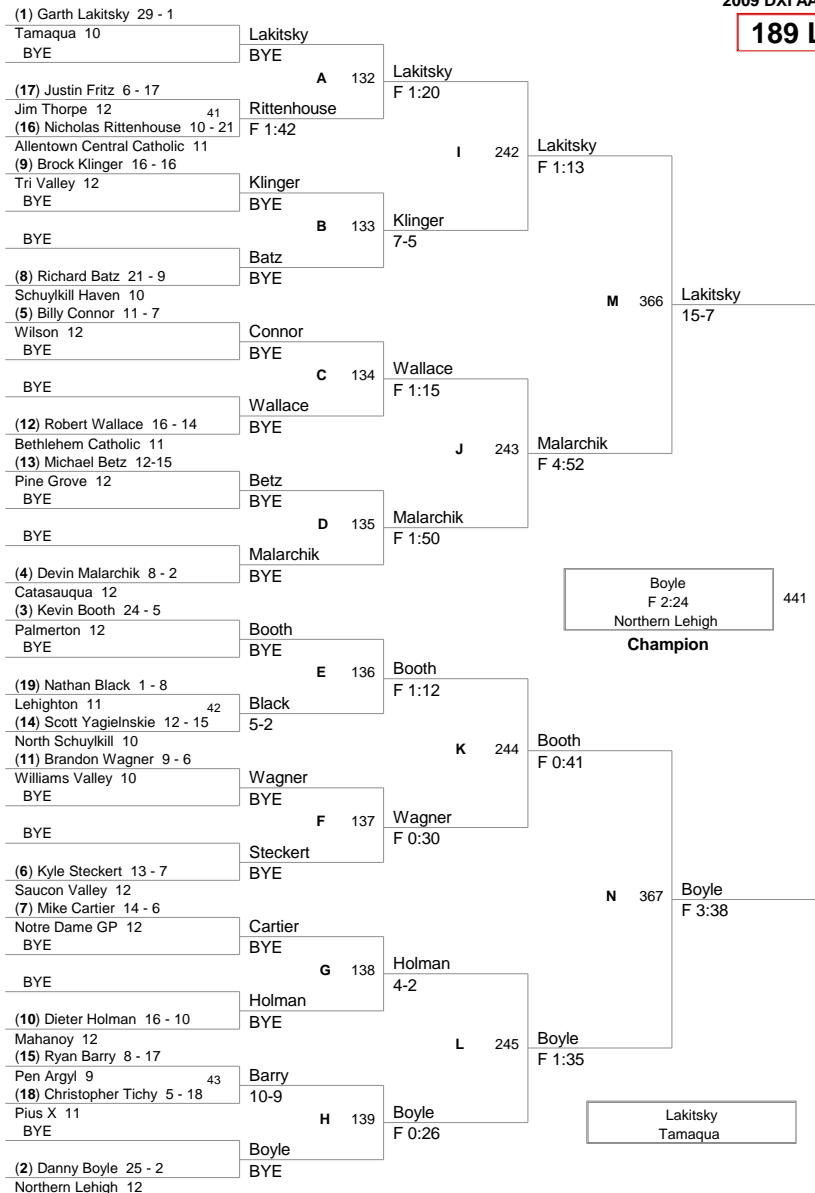 2009 DXI AA
189 L
(1) Garth Lakitsky 29 - 1
Tamaqua 10
BYE
(17) Justin Fritz 6 - 17
Jim Thorpe 12
41
(16) Nicholas Rittenhouse 10 - 21
Allentown Central Catholic 11
(9) Brock Klinger 16 - 16
Tri Valley 12
BYE
BYE
(8) Richard Batz 21 - 9
Schuylkill Haven 10
(5) Billy Connor 11 - 7
Wilson 12
BYE
BYE
(12) Robert Wallace 16 - 14
Bethlehem Catholic 11
(13) Michael Betz 12-15
Pine Grove 12
BYE
BYE
(4) Devin Malarchik 8 - 2
Catasauqua 12
(3) Kevin Booth 24 - 5
Palmerton 12
BYE
(19) Nathan Black 1 - 8
Lehighton 11
42
(14) Scott Yagielnskie 12 - 15
North Schuylkill 10
(11) Brandon Wagner 9 - 6
Williams Valley 10
BYE
BYE
(6) Kyle Steckert 13 - 7
Saucon Valley 12
(7) Mike Cartier 14 - 6
Notre Dame GP 12
BYE
BYE
(10) Dieter Holman 16 - 10
Mahanoy 12
(15) Ryan Barry 8 - 17
Pen Argyl 9
43
(18) Christopher Tichy 5 - 18
Pius X 11
BYE
(2) Danny Boyle 25 - 2
Northern Lehigh 12
Lakitsky
BYE
A 132
Rittenhouse
F 1:42
Klinger
BYE
B 133
Batz
BYE
Connor
BYE
C 134
Wallace
BYE
Betz
BYE
D 135
Malarchik
BYE
Booth
BYE
E 136
Black
5-2
Wagner
BYE
F 137
Steckert
BYE
Cartier
BYE
G 138
Holman
BYE
Barry
10-9
H 139
Boyle
BYE
Lakitsky
F 1:20
I 242
Klinger
7-5
Wallace
F 1:15
J 243
Malarchik
F 1:50
Booth
F 1:12
K 244
Wagner
F 0:30
Holman
4-2
L 245
Boyle
F 0:26
Lakitsky
F 1:13
M 366
Malarchik
F 4:52
Booth
F 0:41
N 367
Boyle
F 1:35
Lakitsky
15-7
Boyle
F 3:38
Boyle
F 2:24
Northern Lehigh
441
Champion
Lakitsky
Tamaqua